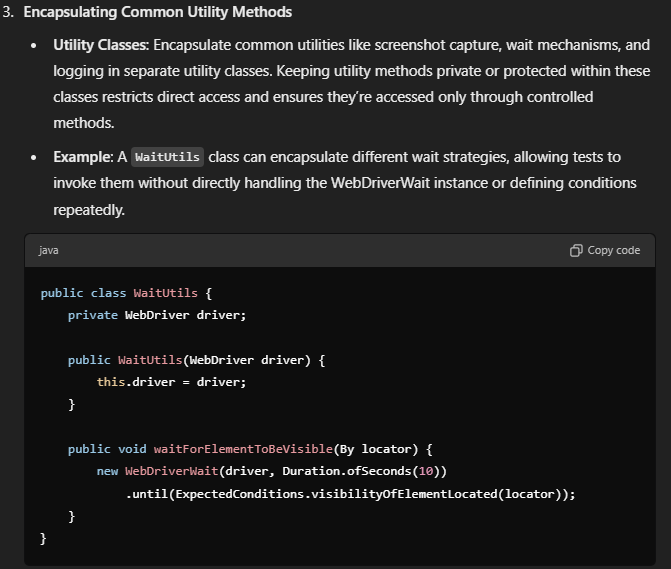 3. Encapsulating Common Utility Methods
• Utility Classes: Encapsulate common utilities like screenshot capture, wait mechanisms, and
logging in separate utility classes. Keeping utility methods private or protected within these
classes restricts direct access and ensures they’re accessed only through controlled
methods.
• Example: A WaitUtils class can encapsulate different wait strategies, allowing tests to
invoke them without directly handling the WebDriverWait instance or defining conditions
repeatedly.
java Copy code
public class WaitUtils {
    private WebDriver driver;

    public WaitUtils(WebDriver driver) {
        this.driver = driver;
    }

    public void waitForElementToBeVisible(By locator) {
        new WebDriverWait(driver, Duration.ofSeconds(10))
            .until(ExpectedConditions.visibilityOfElementLocated(locator));
    }
}